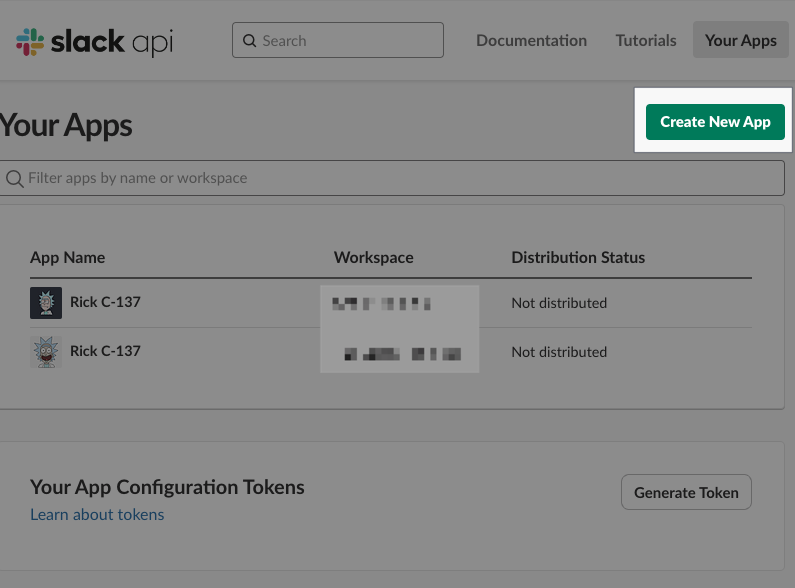 slack api
Search
Documentation
Tutorials
Your Apps
Your Apps
Create New App
Filter apps by name or workspace
App Name Workspace Distribution Status
Rick C-137 Not distributed
Rick C-137 Not distributed
Your App Configuration Tokens
Learn about tokens
Generate Token